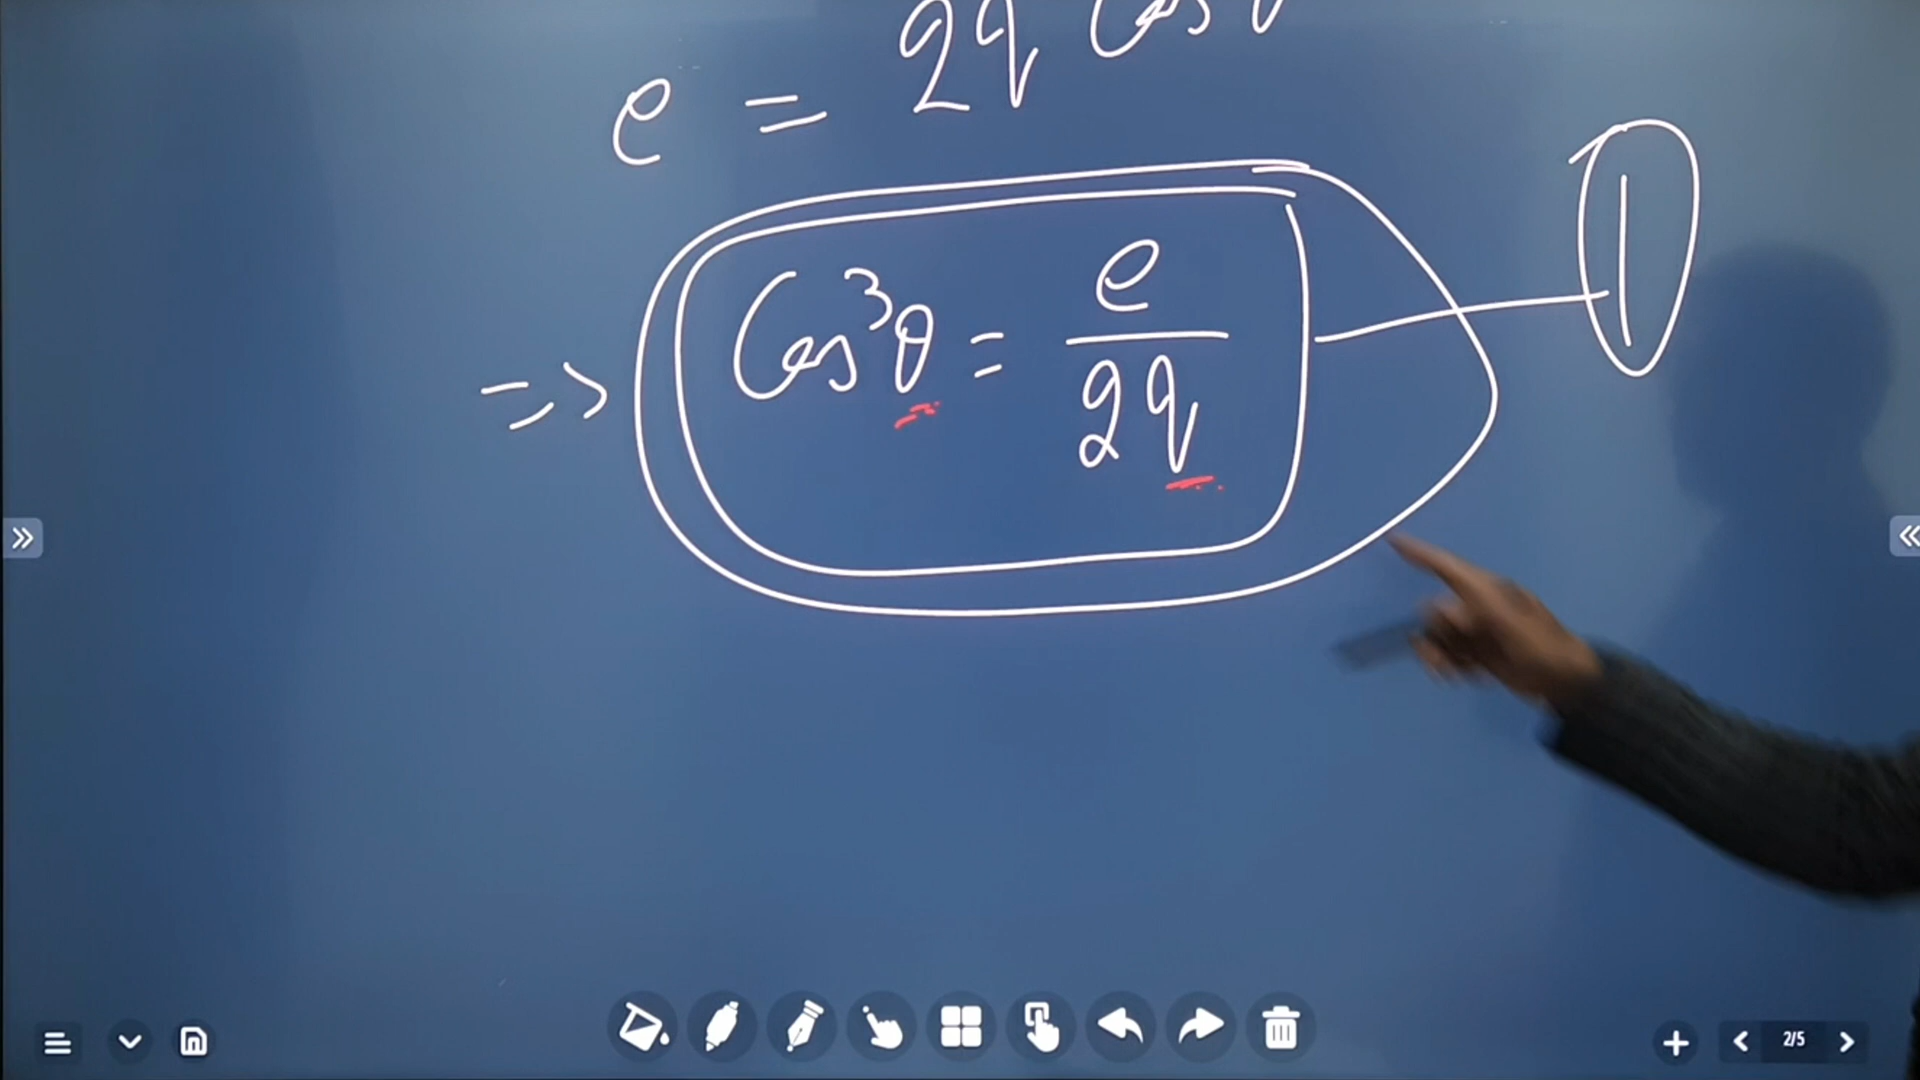 e = 2q Cos
=> Cos³θ = e/2q — 1
2/5